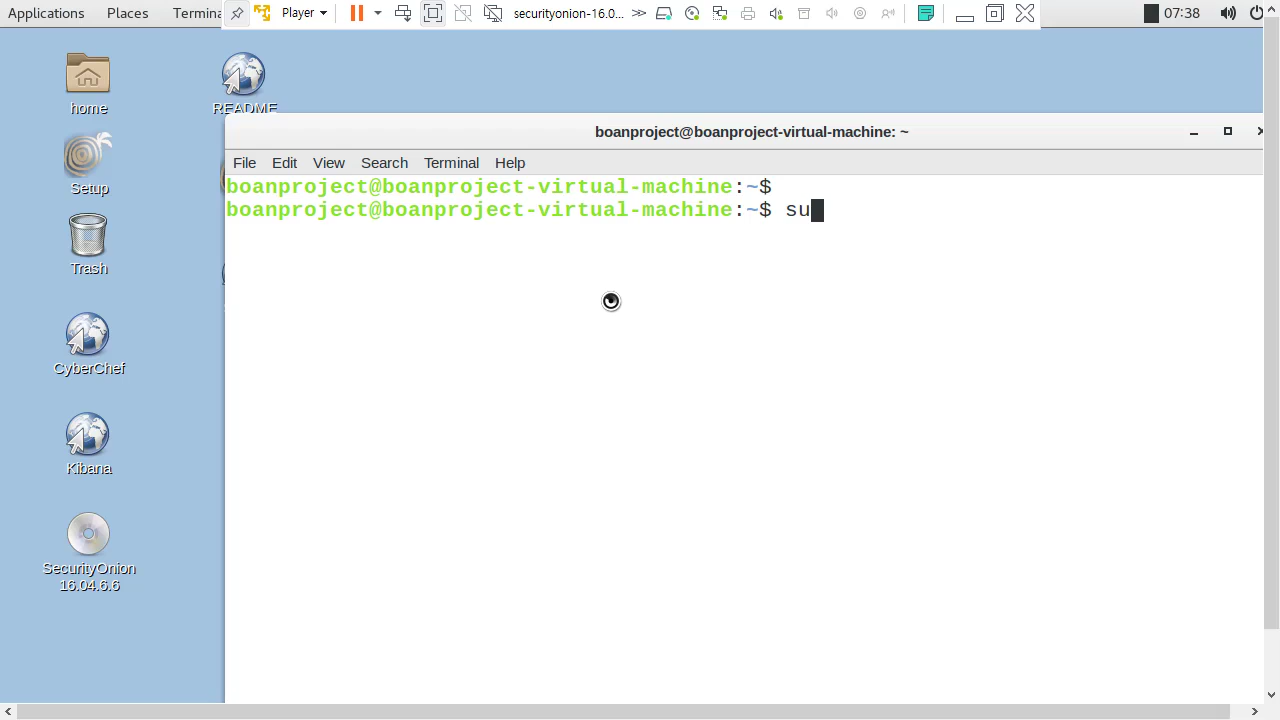 Applications Places Termina Player securityonion-16.0... >> 07:38
home
README
Setup
Trash
CyberChef
Kibana
SecurityOnion
16.04.6.6
boanproject@boanproject-virtual-machine: ~
File Edit View Search Terminal Help
boanproject@boanproject-virtual-machine:~$
boanproject@boanproject-virtual-machine:~$ su